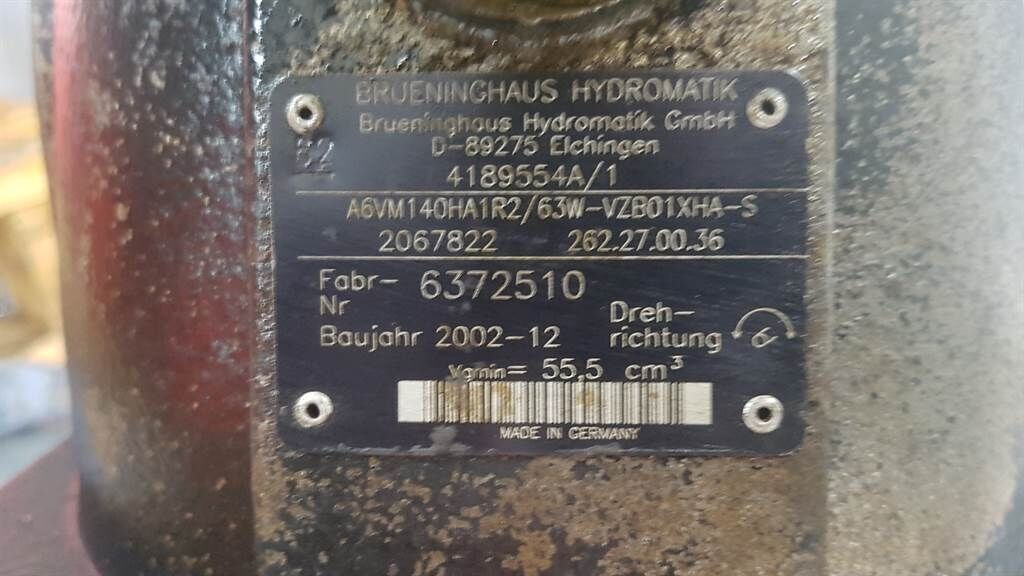 BRUENINGHAUS HYDROMATIK
Brueninghaus Hydromatik GmbH
D-89275 Elchingen
B2
4189554A/1
A6VM140HA1R2/63W-VZB01XHA-S
2067822 262.27.00.36
Fabr-Nr 6372510
Baujahr 2002-12 Dreh-richtung
Vgmin= 55,5 cm³
MADE IN GERMANY